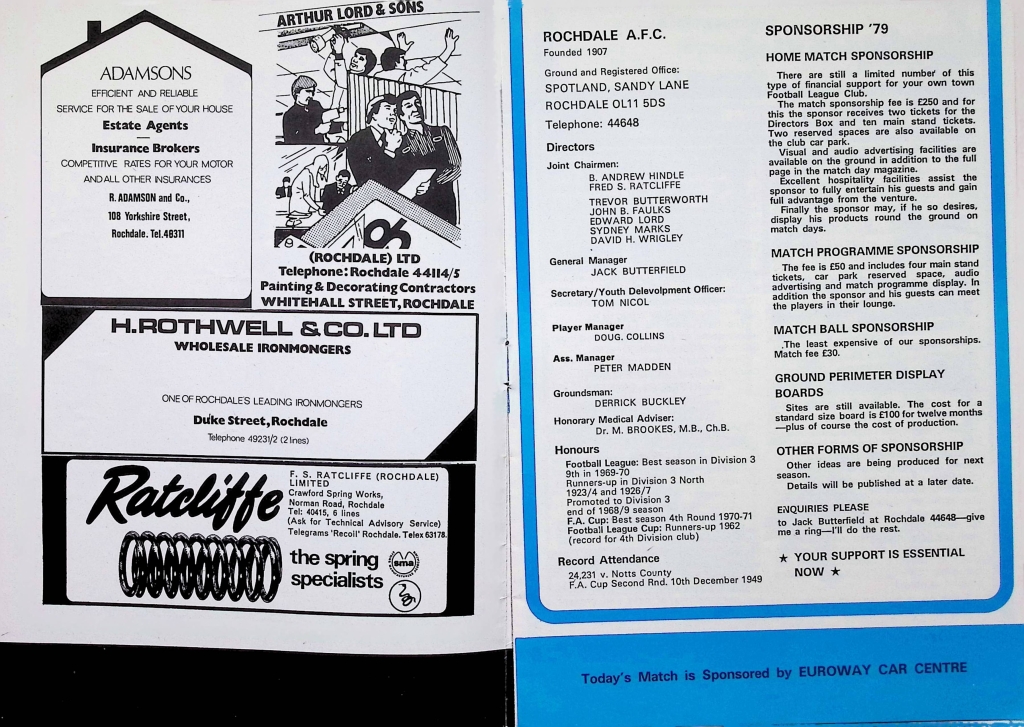 ADAMSONS
EFFICIENT AND RELIABLE
SERVICE FOR THE SALE OF YOUR HOUSE
Estate Agents
Insurance Brokers
COMPETITIVE RATES FOR YOUR MOTOR
AND ALL OTHER INSURANCES
R. ADAMSON and Co.,
108 Yorkshire Street,
Rochdale. Tel. 48311
ARTHUR LORD & SONS
(ROCHDALE) LTD
Telephone: Rochdale 44114/5
Painting & Decorating Contractors
WHITEHALL STREET, ROCHDALE
H. ROTHWELL & CO. LTD
WHOLESALE IRONMONGERS
ONE OF ROCHDALE'S LEADING IRONMONGERS
Duke Street, Rochdale
Telephone 49231/2 (2 lines)
Ratcliffe
F. S. RATCLIFFE (ROCHDALE)
LIMITED
Crawford Spring Works,
Norman Road, Rochdale
Tel: 40415, 6 lines
(Ask for Technical Advisory Service)
Telegrams 'Recoil' Rochdale. Telex 63178.
the spring
specialists
sma
ROCHDALE A.F.C.
Founded 1907
Ground and Registered Office:
SPOTLAND, SANDY LANE
ROCHDALE OL11 5DS
Telephone: 44648
Directors
Joint Chairmen:
B. ANDREW HINDLE
FRED S. RATCLIFFE
TREVOR BUTTERWORTH
JOHN B. FAULKS
EDWARD LORD
SYDNEY MARKS
DAVID H. WRIGLEY
General Manager
JACK BUTTERFIELD
Secretary/Youth Delevolpment Officer:
TOM NICOL
Player Manager
DOUG. COLLINS
Ass. Manager
PETER MADDEN
Groundsman:
DERRICK BUCKLEY
Honorary Medical Adviser:
Dr. M. BROOKES, M.B., Ch.B.
Honours
Football League: Best season in Division 3
9th in 1969-70
Runners-up in Division 3 North
1923/4 and 1926/7
Promoted to Division 3
end of 1968/9 season
F.A. Cup: Best season 4th Round 1970-71
Football League Cup: Runners-up 1962
(record for 4th Division club)
Record Attendance
24,231 v. Notts County
F.A. Cup Second Rnd. 10th December 1949
SPONSORSHIP '79
HOME MATCH SPONSORSHIP
There are still a limited number of this
type of financial support for your own town
Football League Club.
The match sponsorship fee is £250 and for
this the sponsor receives two tickets for the
Directors Box and ten main stand tickets.
Two reserved spaces are also available on
the club car park.
Visual and audio advertising facilities are
available on the ground in addition to the full
page in the match day magazine.
Excellent hospitality facilities assist the
sponsor to fully entertain his guests and gain
full advantage from the venture.
Finally the sponsor may, if he so desires,
display his products round the ground on
match days.
MATCH PROGRAMME SPONSORSHIP
The fee is £50 and includes four main stand
tickets, car park reserved space, audio
advertising and match programme display. In
addition the sponsor and his guests can meet
the players in their lounge.
MATCH BALL SPONSORSHIP
The least expensive of our sponsorships.
Match fee £30.
GROUND PERIMETER DISPLAY
BOARDS
Sites are still available. The cost for a
standard size board is £100 for twelve months
—plus of course the cost of production.
OTHER FORMS OF SPONSORSHIP
Other ideas are being produced for next
season.
Details will be published at a later date.
ENQUIRIES PLEASE
to Jack Butterfield at Rochdale 44648—give
me a ring—I'll do the rest.
★ YOUR SUPPORT IS ESSENTIAL
NOW ★
Today's Match is Sponsored by EUROWAY CAR CENTRE